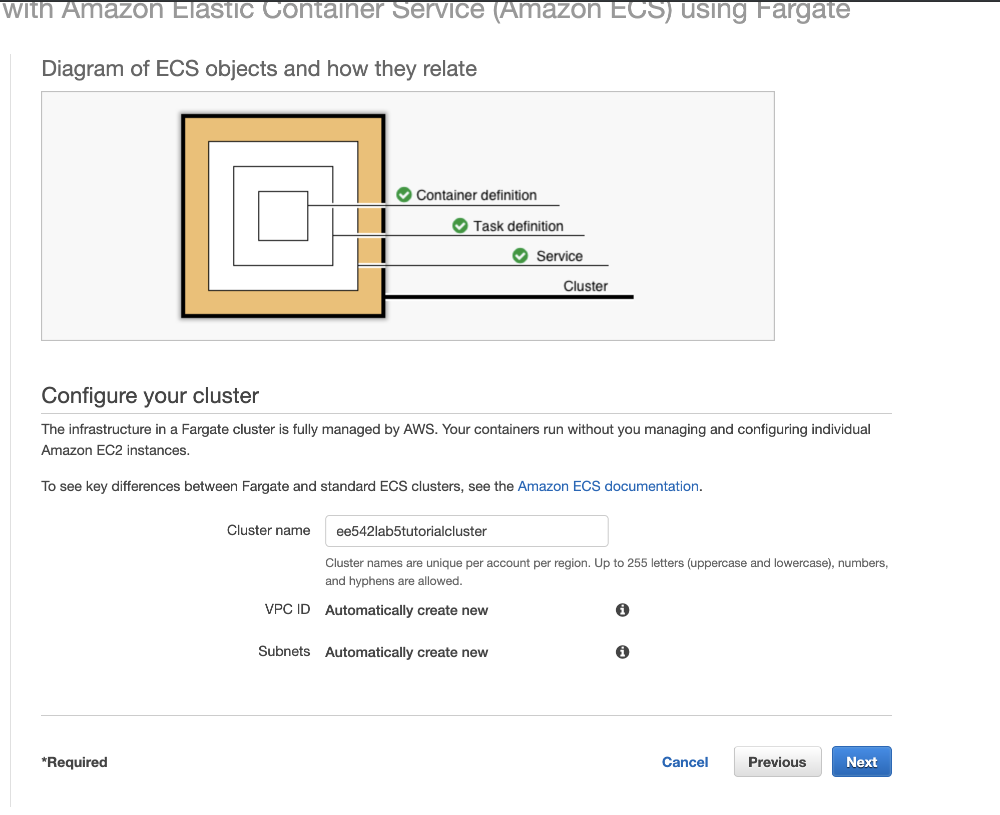 with Amazon Elastic Container Service (Amazon ECS) using Fargate
Diagram of ECS objects and how they relate
Container definition
Task definition
Service
Cluster
Configure your cluster
The infrastructure in a Fargate cluster is fully managed by AWS. Your containers run without you managing and configuring individual
Amazon EC2 instances.
To see key differences between Fargate and standard ECS clusters, see the Amazon ECS documentation.
Cluster name
ee542lab5tutorialcluster
Cluster names are unique per account per region. Up to 255 letters (uppercase and lowercase), numbers,
and hyphens are allowed.
VPC ID Automatically create new
Subnets Automatically create new
*Required
Cancel
Previous
Next